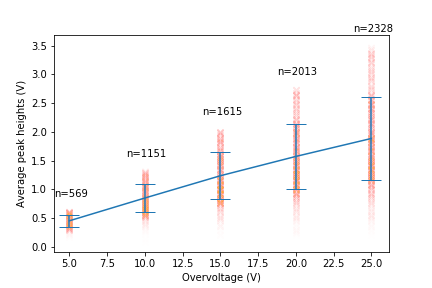 n=2328
n=2013
n=1615
n=1151
n=569
Average peak heights (V)
3.5
3.0
2.5
2.0
1.5
1.0
0.5
0.0
5.0 7.5 10.0 12.5 15.0 17.5 20.0 22.5 25.0
Overvoltage (V)